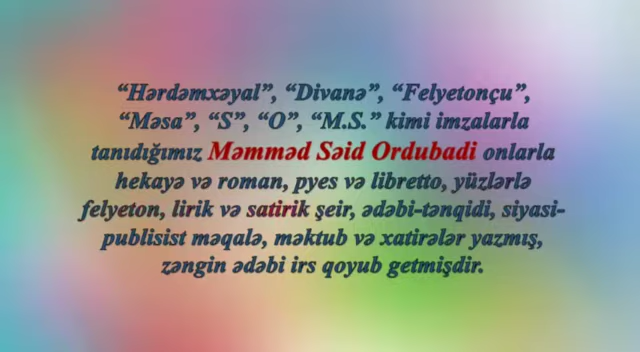 “Hərdəmxəyal”, “Divanə”, “Felyetonçu”,
“Məsa”, “S”, “O”, “M.S.” kimi imzalarla
tanıdığımız Məmməd Səid Ordubadi onlarla
hekayə və roman, pyes və libretto, yüzlərlə
felyeton, lirik və satirik şeir, ədəbi-tənqidi, siyasi-
publisist məqalə, məktub və xatirələr yazmış,
zəngin ədəbi irs qoyub getmişdir.